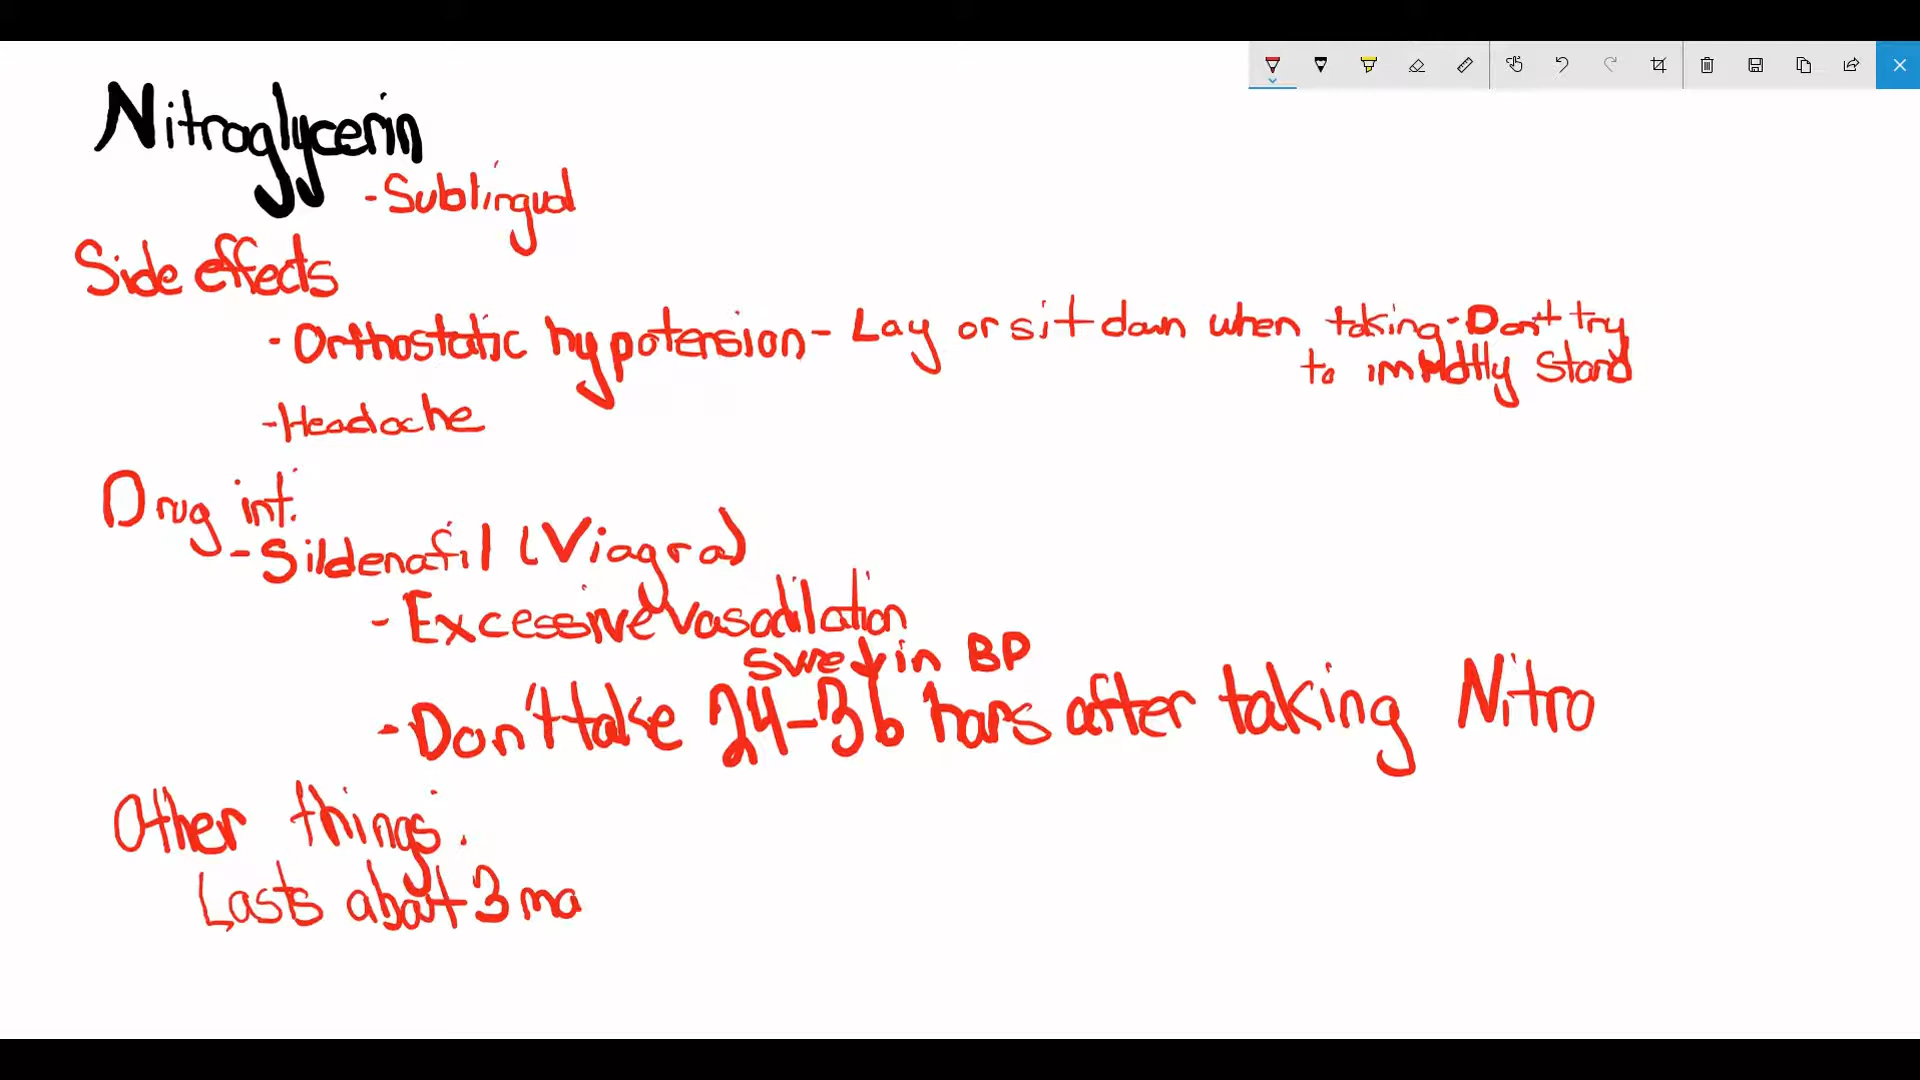 Nitroglycerin
- Sublingual
Side effects
- Orthostatic hypotension - Lay or sit down when taking - Don't try
to immdtly stand
- Headache
Drug int.
- Sildenafil (Viagra)
- Excessive vasodilation
svre ↓ in BP
- Don't take 24-36 hours after taking Nitro
Other things:
Lasts about 3 mo